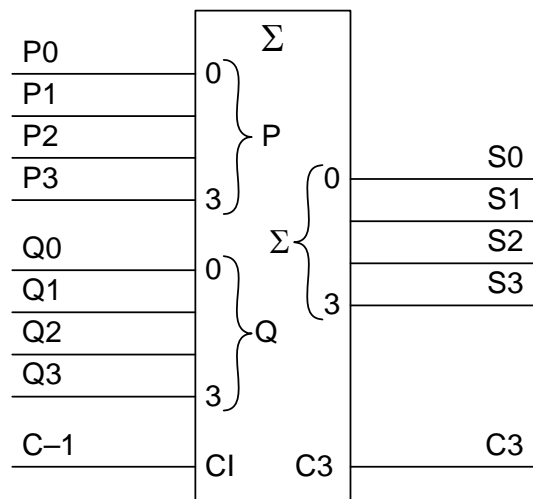 Σ
P0 0
P1
P2 P
P3 3
0 S0
S1
Σ
S2
3 S3
Q0 0
Q1
Q2 Q
Q3 3
C–1 CI C3 C3